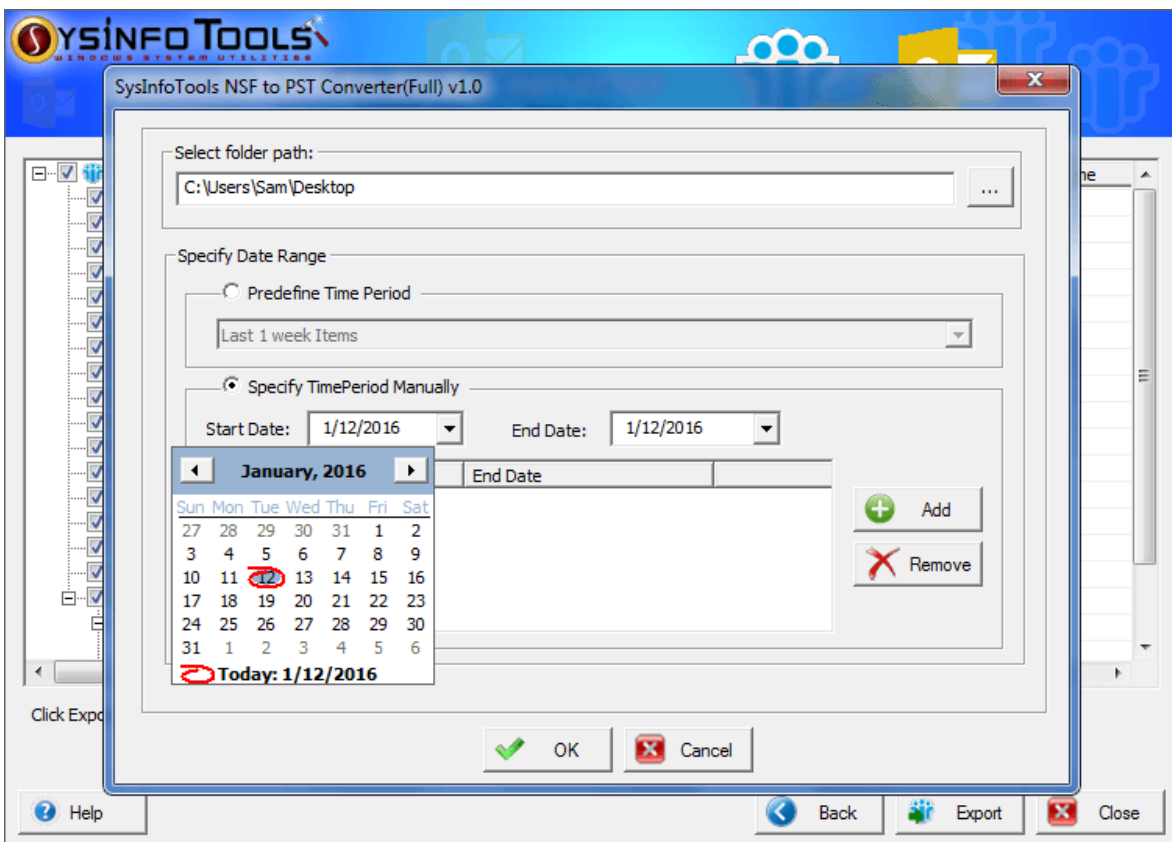 SYSINFOTOOLS
WINDOWS SYSTEM UTILITIES
SysInfoTools NSF to PST Converter(Full) v1.0
Select folder path:
C:\Users\Sam\Desktop
...
Specify Date Range
Predefine Time Period
Last 1 week Items
Specify TimePeriod Manually
Start Date: 1/12/2016 End Date: 1/12/2016
January, 2016
End Date
Sun Mon Tue Wed Thu Fri Sat
27 28 29 30 31 1 2
3 4 5 6 7 8 9
10 11 12 13 14 15 16
17 18 19 20 21 22 23
24 25 26 27 28 29 30
31 1 2 3 4 5 6
Today: 1/12/2016
Add
Remove
Click Expo
OK Cancel
Help Back Export Close